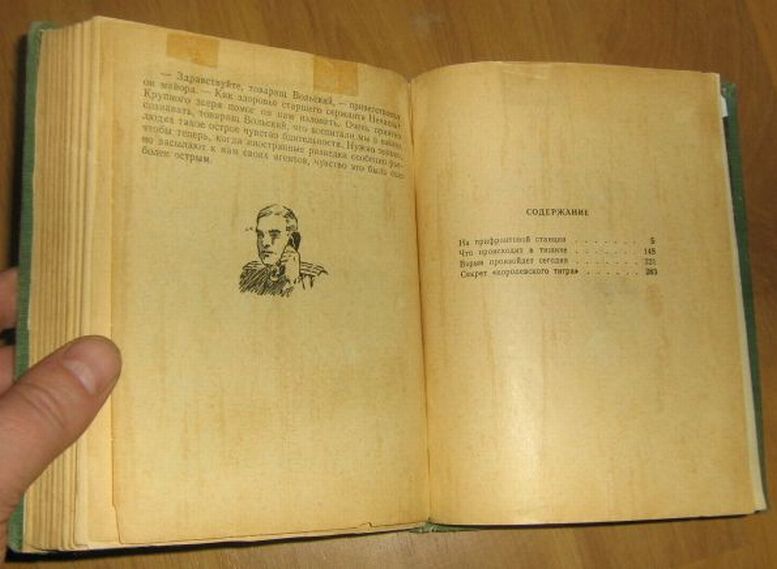 — Здравствуйте, товарищ Вольский, — приветствовал
он майора. — Как здоровье старшего сержанта
Крупного зверя помог он нам изловить. Очень приятно
сознавать, товарищ Вольский, что воспитали мы в наших
людях такое острое чувство бдительности. Нужно только,
чтобы теперь, когда иностранные разведки особенно
но засылают к нам своих агентов, чувство это было еще
более острым.
СОДЕРЖАНИЕ
На прифронтовой станции . . . . . . . 5
Что происходит в тишине . . . . . . . 145
Взрыв произойдет сегодня . . . . . . . 221
Секрет «королевского тигра» . . . . . . 263